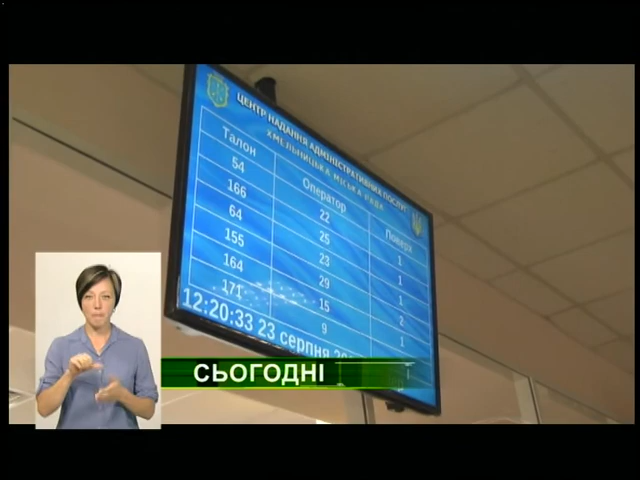 ЦЕНТР НАДАННЯ АДМІНІСТРАТИВНИХ ПОСЛУГ
ХМЕЛЬНИЦЬКА МІСЬКА РАДА
Талон Оператор Поверх
54 22 1
166 25 1
64 23 1
155 29 1
164 15 2
171 9 1
12:20:33 23 серпня
СЬОГОДНІ